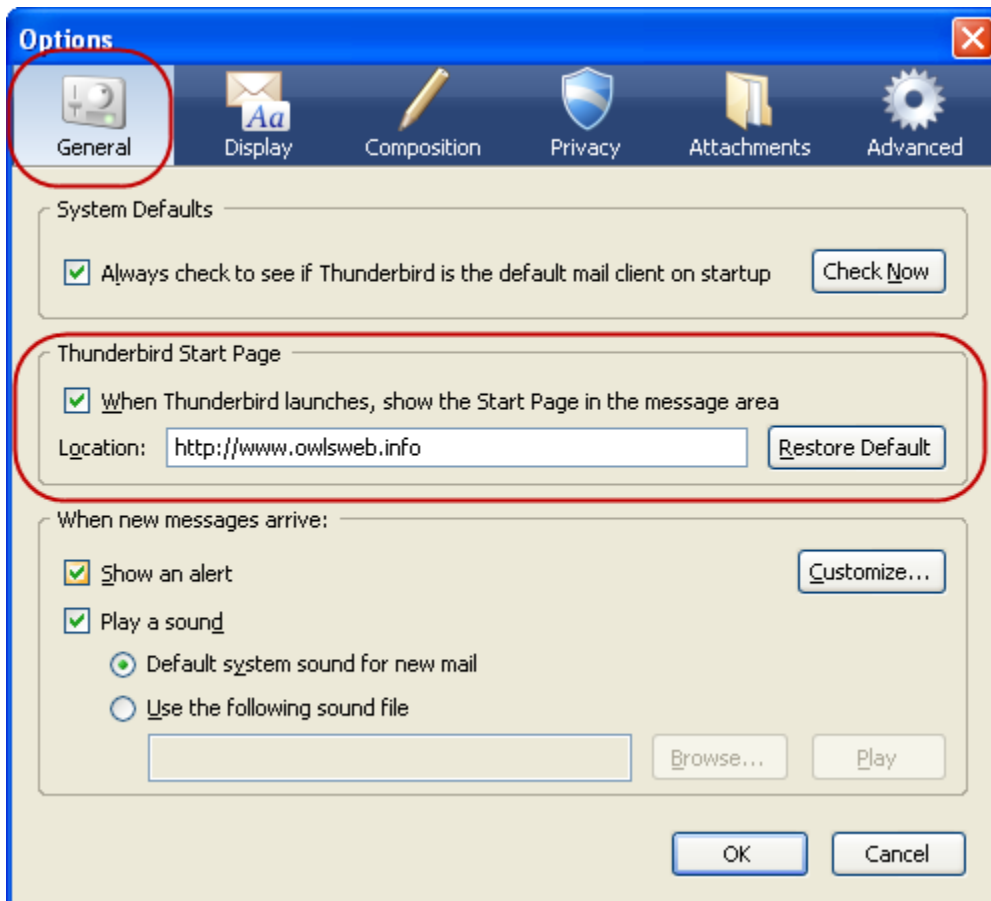 Options
General Display Composition Privacy Attachments Advanced
Aa
System Defaults
Always check to see if Thunderbird is the default mail client on startup Check Now
Thunderbird Start Page
When Thunderbird launches, show the Start Page in the message area
Location: http://www.owlsweb.info Restore Default
When new messages arrive:
Show an alert Customize...
Play a sound
Default system sound for new mail
Use the following sound file
Browse... Play
OK Cancel